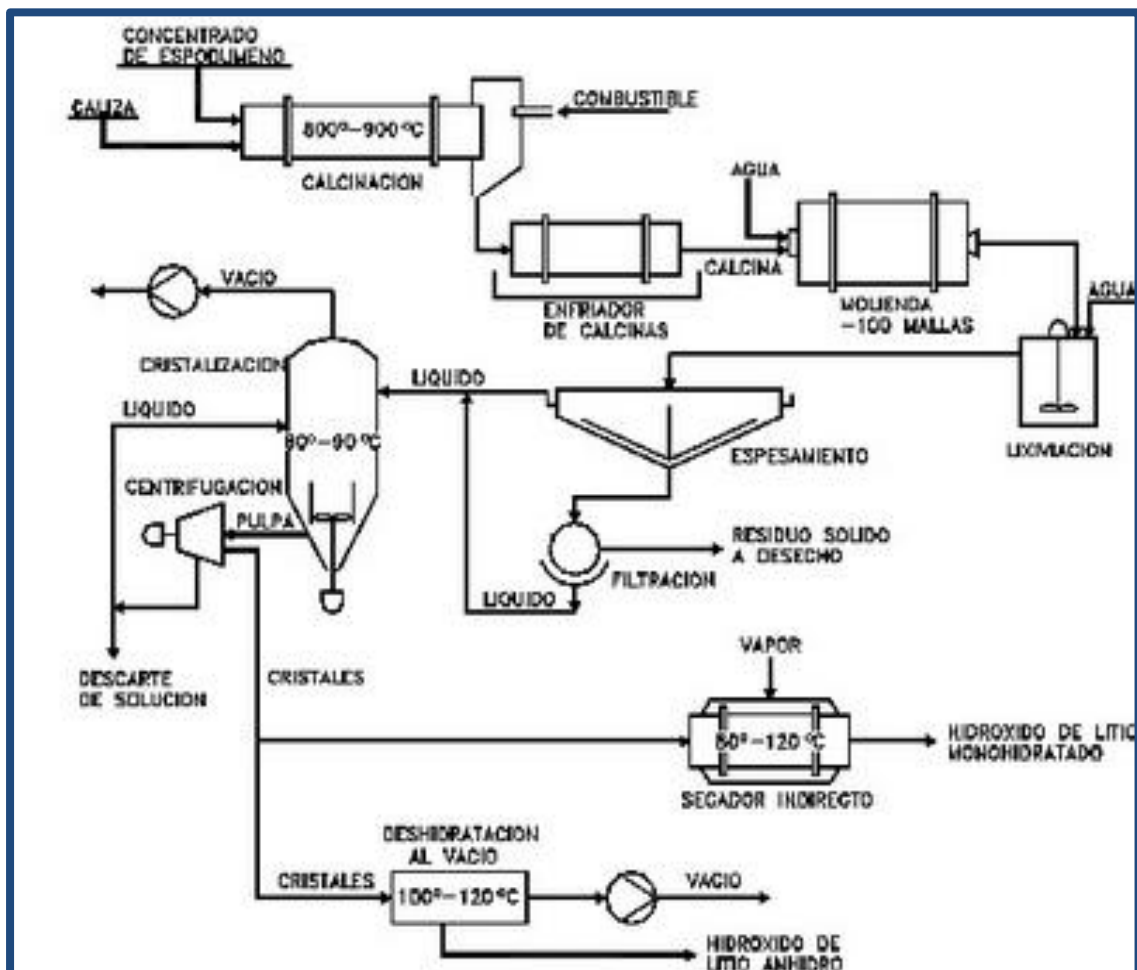 CONCENTRADO
DE ESPODUMENO
CALIZA
800º-900ºC
CALCINACION
COMBUSTIBLE
AGUA
CALCINA
ENFRIADOR
DE CALCINAS
MOLIENDA
-100 MALLAS
AGUA
LIXIVIACION
VACIO
CRISTALIZACION
LIQUIDO
LIQUIDO
80º-90ºC
ESPESAMIENTO
CENTRIFUGACION
PULPA
RESIDUO SOLIDO
A DESECHO
FILTRACION
LIQUIDO
DESCARTE
DE SOLUCION
CRISTALES
VAPOR
80º-120ºC
HIDROXIDO DE LITIO
MONOHIDRATADO
SECADOR INDIRECTO
DESHIDRATACION
AL VACIO
CRISTALES
100º-120ºC
VACIO
HIDROXIDO DE
LITIO ANHIDRO